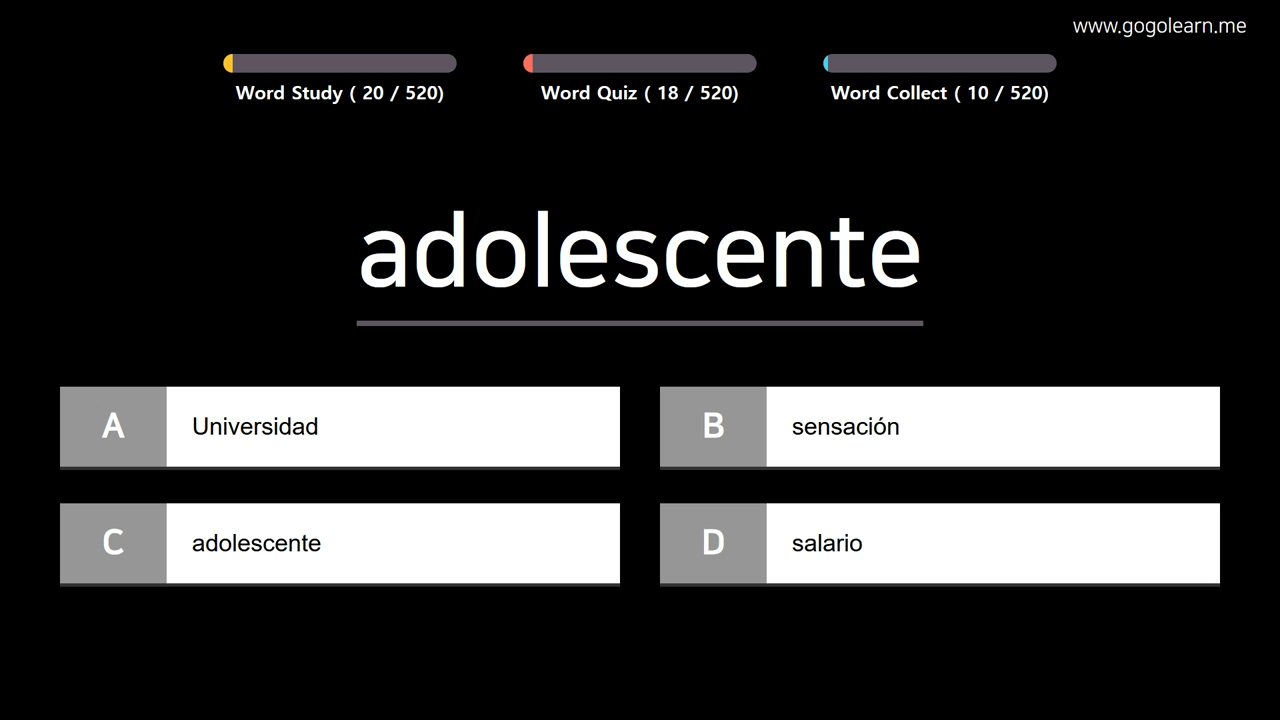 www.gogolearn.me
Word Study ( 20 / 520)
Word Quiz ( 18 / 520)
Word Collect ( 10 / 520)
adolescente
A Universidad
B sensación
C adolescente
D salario